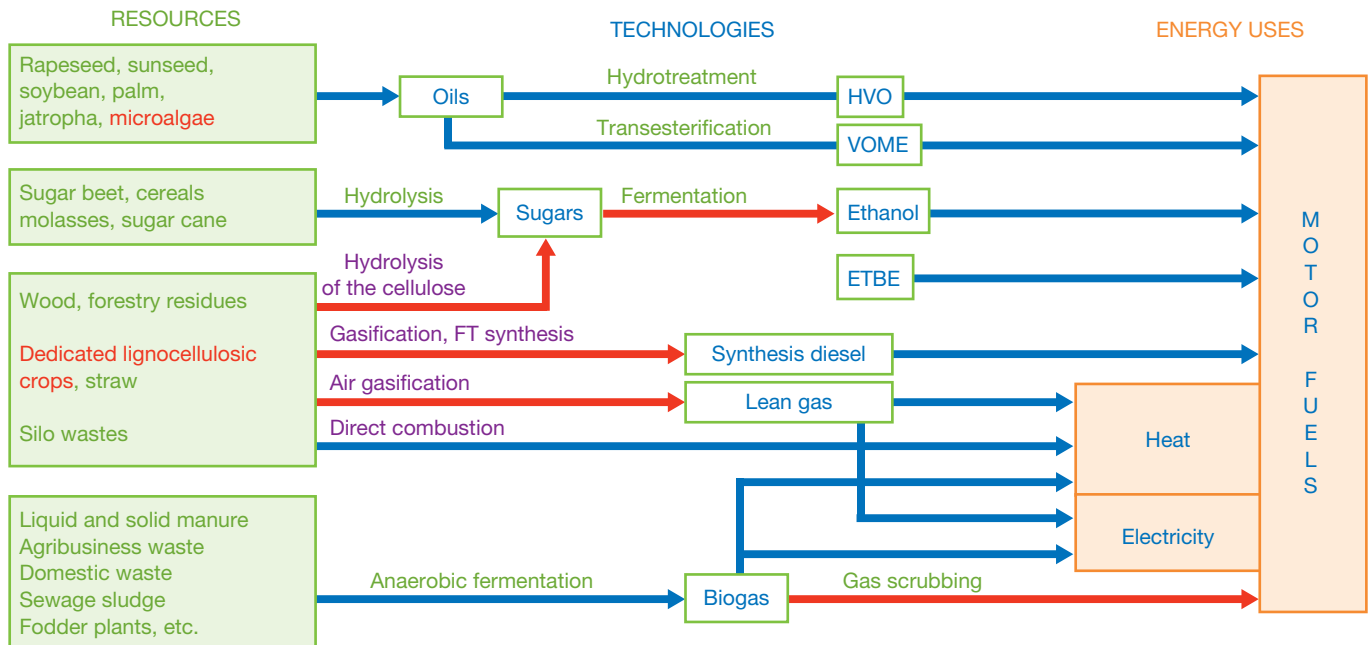 RESOURCES
TECHNOLOGIES
ENERGY USES
Rapeseed, sunseed,
soybean, palm,
jatropha, microalgae
Oils
Hydrotreatment
HVO
Transesterification
VOME
Sugar beet, cereals
molasses, sugar cane
Hydrolysis
Sugars
Fermentation
Ethanol
Hydrolysis
of the cellulose
ETBE
Wood, forestry residues
Dedicated lignocellulosic
crops, straw
Silo wastes
Gasification, FT synthesis
Synthesis diesel
Air gasification
Lean gas
Direct combustion
Heat
Electricity
Liquid and solid manure
Agribusiness waste
Domestic waste
Sewage sludge
Fodder plants, etc.
Anaerobic fermentation
Biogas
Gas scrubbing
MOTOR FUELS